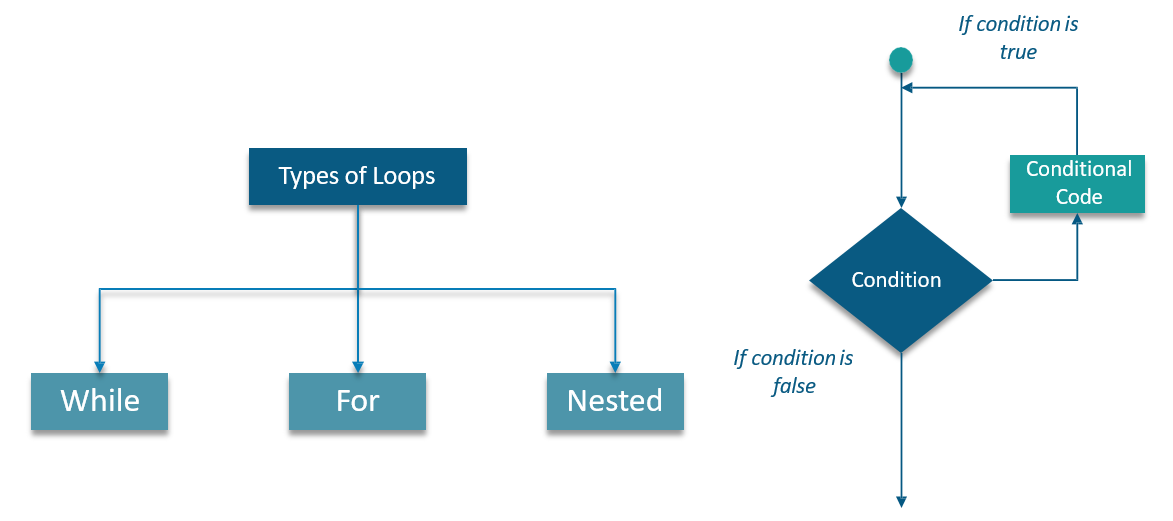 Types of Loops
While
For
Nested
If condition is
true
Conditional
Code
Condition
If condition is
false